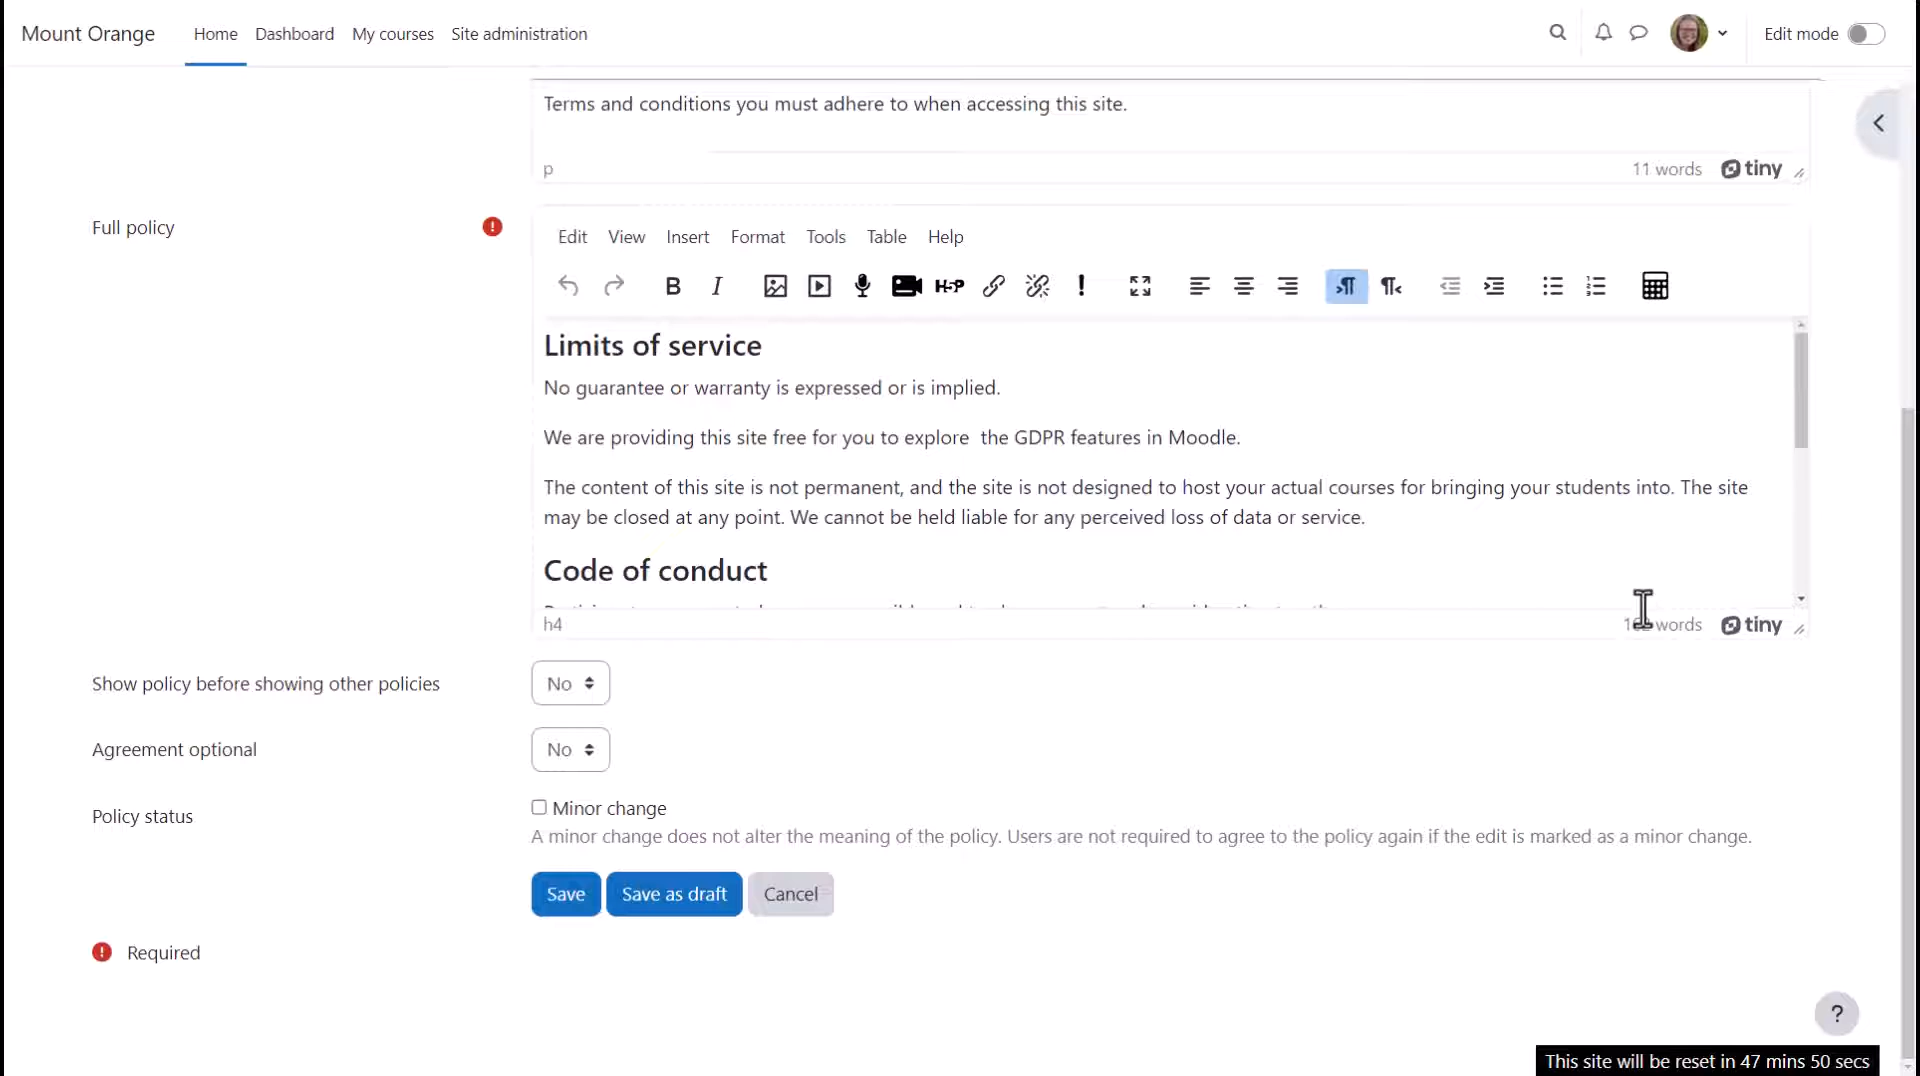 Mount Orange Home Dashboard My courses Site administration Edit mode
Terms and conditions you must adhere to when accessing this site.
p 11 words tiny
Full policy
Edit View Insert Format Tools Table Help
B I H5P
Limits of service
No guarantee or warranty is expressed or is implied.
We are providing this site free for you to explore the GDPR features in Moodle.
The content of this site is not permanent, and the site is not designed to host your actual courses for bringing your students into. The site
may be closed at any point. We cannot be held liable for any perceived loss of data or service.
Code of conduct
h4 words tiny
Show policy before showing other policies No
Agreement optional No
Policy status Minor change
A minor change does not alter the meaning of the policy. Users are not required to agree to the policy again if the edit is marked as a minor change.
Save Save as draft Cancel
Required
?
This site will be reset in 47 mins 50 secs